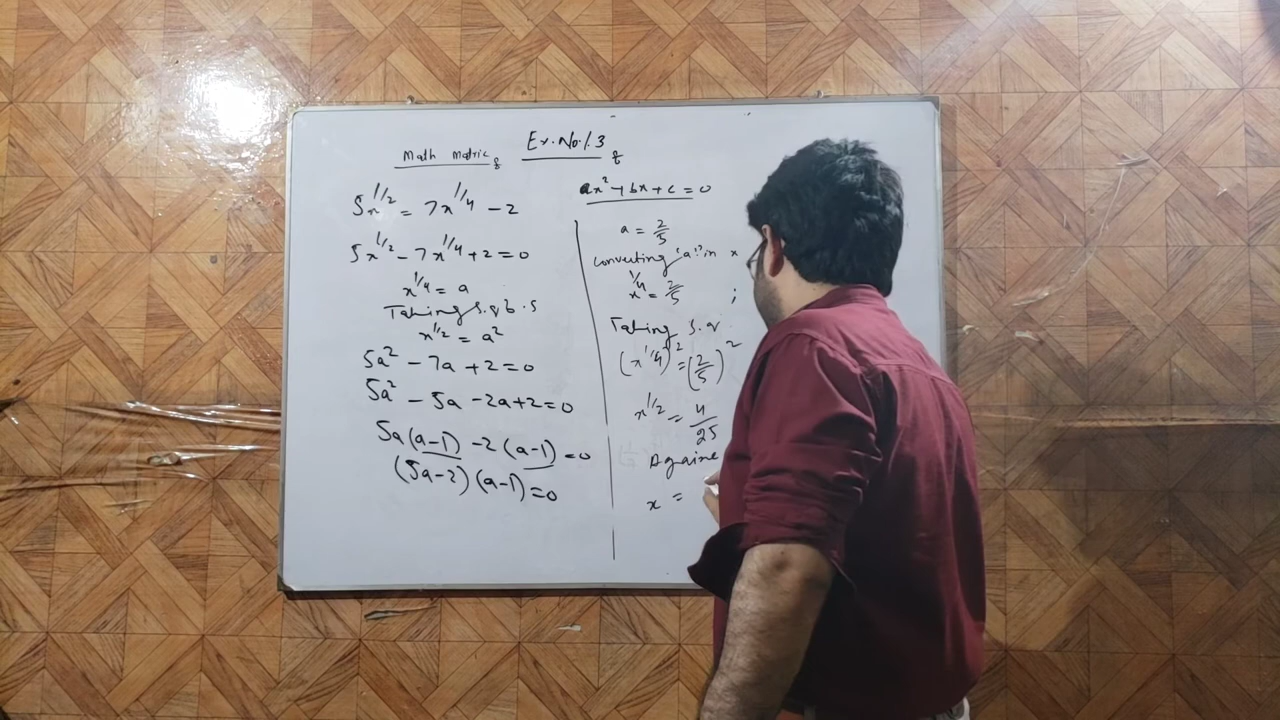 Math Matric
Ex.No1.3
5x^1/2 = 7x^1/4 - 2
5x^1/2 - 7x^1/4 + 2 = 0
x^1/4 = a
Taking S.q b.s
x^1/2 = a^2
5a^2 - 7a + 2 = 0
5a^2 - 5a - 2a + 2 = 0
5a(a-1) - 2(a-1) = 0
(5a-2)(a-1) = 0
ax^2 + bx + c = 0
a = 2/5
Converting 'a' in x
x^1/4 = 2/5 ;
Taking S.q.
(x^1/4)^2 = (2/5)^2
x^1/2 = 4/25
Againe
x =